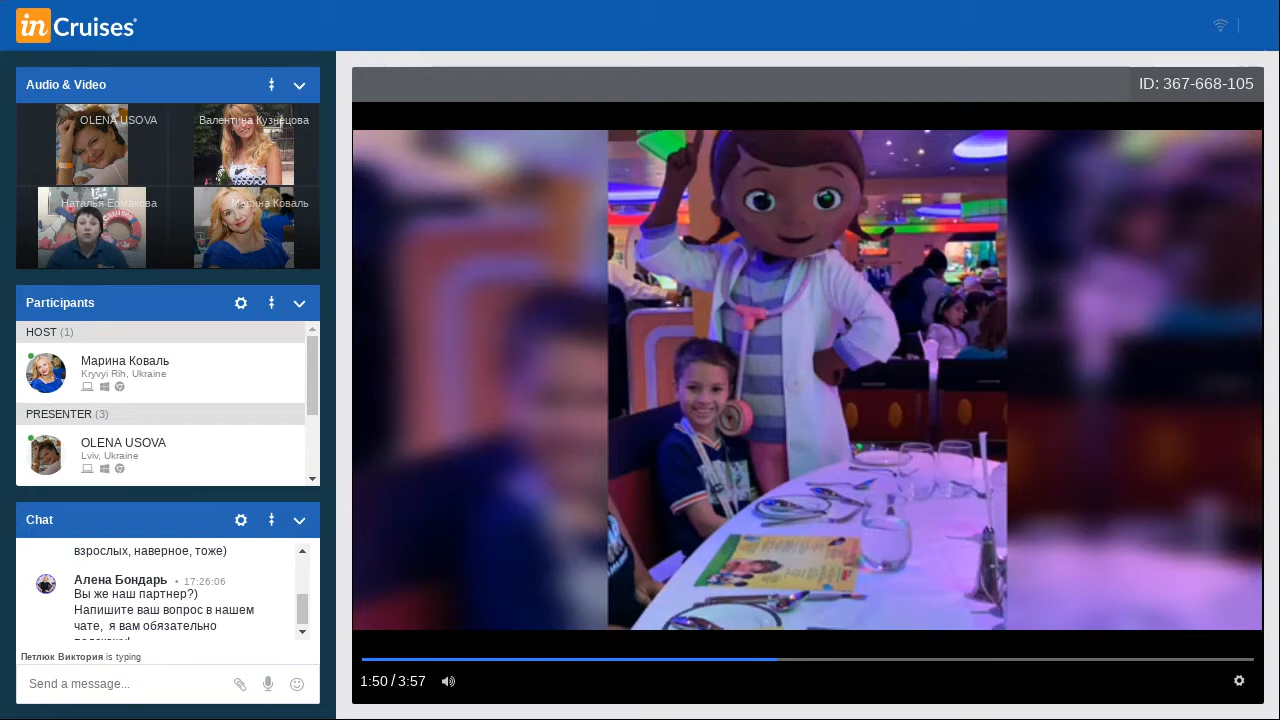 in Cruises
Audio & Video
OLENA USOVA
Валентина Кузнецова
Наталья Ермакова
Марина Коваль
Participants
HOST (1)
Марина Коваль
Kryvyi Rih, Ukraine
PRESENTER (3)
OLENA USOVA
Lviv, Ukraine
Chat
взрослых, наверное, тоже)
Алена Бондарь • 17:26:06
Вы же наш партнер?)
Напишите ваш вопрос в нашем
чате, я вам обязательно
Петлюк Виктория is typing
Send a message...
ID: 367-668-105
1:50 / 3:57